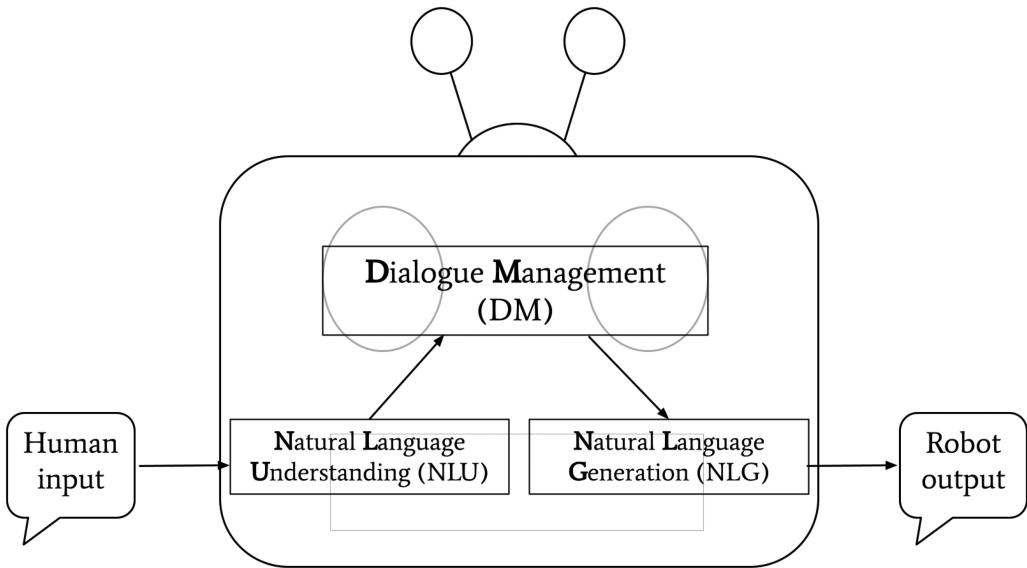 Dialogue Management
(DM)
Human
input
Natural Language
Understanding (NLU)
Natural Language
Generation (NLG)
Robot
output